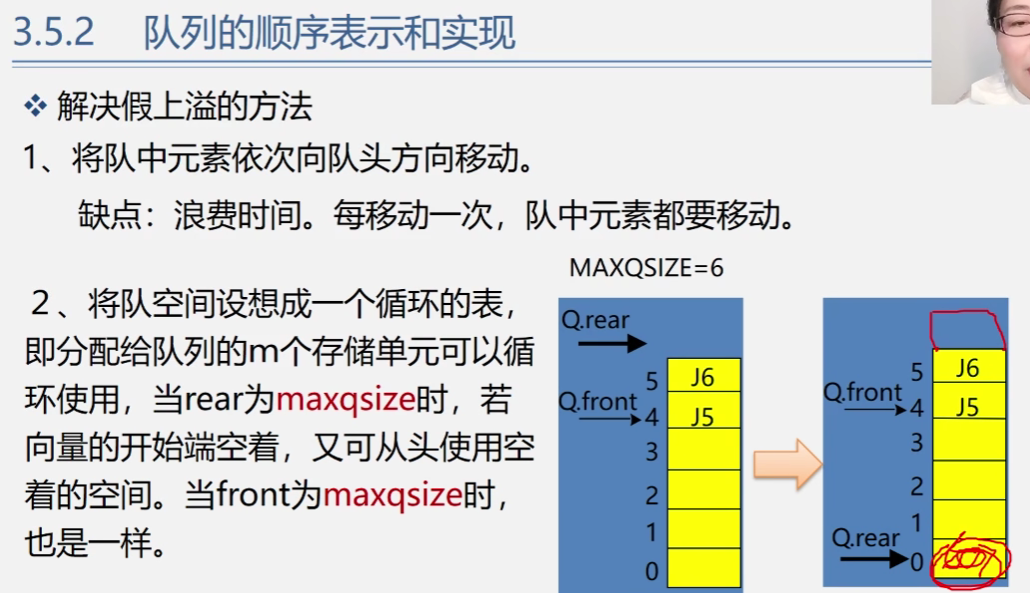 3.5.2 队列的顺序表示和实现
❖ 解决假上溢的方法
1、将队中元素依次向队头方向移动。
缺点：浪费时间。每移动一次，队中元素都要移动。
2、将队空间设想成一个循环的表，
即分配给队列的m个存储单元可以循
环使用，当rear为maxqsize时，若
向量的开始端空着，又可从头使用空
着的空间。当front为maxqsize时，
也是一样。
MAXQSIZE=6
Q.rear
5 J6
Q.front 4 J5
3
2
1
0
5 J6
Q.front 4 J5
3
2
1
Q.rear 0